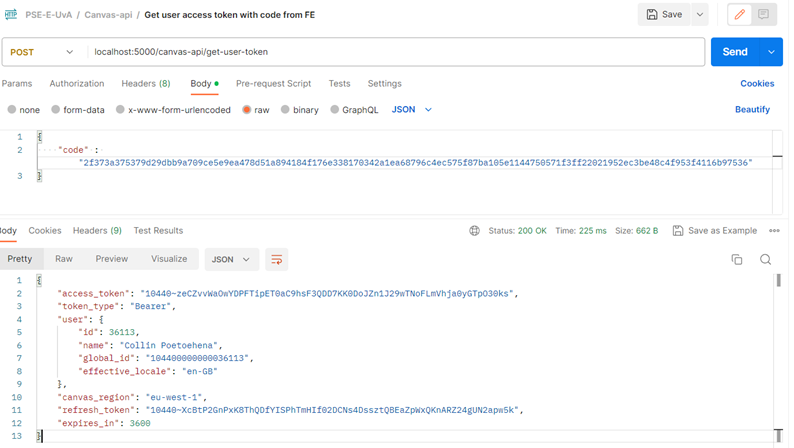 HTTP PSE-E-UvA / Canvas-api / Get user access token with code from FE Save
POST localhost:5000/canvas-api/get-user-token Send
Params Authorization Headers (8) Body Pre-request Script Tests Settings Cookies
none form-data x-www-form-urlencoded raw binary GraphQL JSON Beautify
1 {
2 "code" :
"2f373a375379d29dbb9a709ce5e9ea478d51a894184f176e338170342a1ea68796c4ec575f87ba105e1144750571f3ff22021952ec3be48c4f953f4116b97536"
3 }
Body Cookies Headers (9) Test Results Status: 200 OK Time: 225 ms Size: 662 B Save as Example
Pretty Raw Preview Visualize JSON
1 {
2 "access_token": "10440~zeCZvvWaOwYDPFTipET0aC9hsF3QDD7KK0DoJZn1J29wTNoFLmVhja0yGTpO30ks",
3 "token_type": "Bearer",
4 "user": {
5 "id": 36113,
6 "name": "Collin Poetoehena",
7 "global_id": "104400000000036113",
8 "effective_locale": "en-GB"
9 },
10 "canvas_region": "eu-west-1",
11 "refresh_token": "10440~XcBtP2GnPxK8ThQDfYISPhTmHIf02DCNs4DssztQBEaZpWxQKnARZ24gUN2apw5k",
12 "expires_in": 3600
13 }